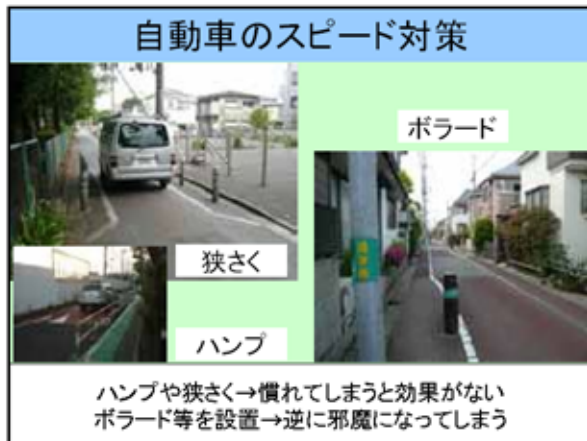 自動車のスピード対策
ボラード
狭さく
ハンプ
ハンプや狭さく→慣れてしまうと効果がない
ボラード等を設置→逆に邪魔になってしまう